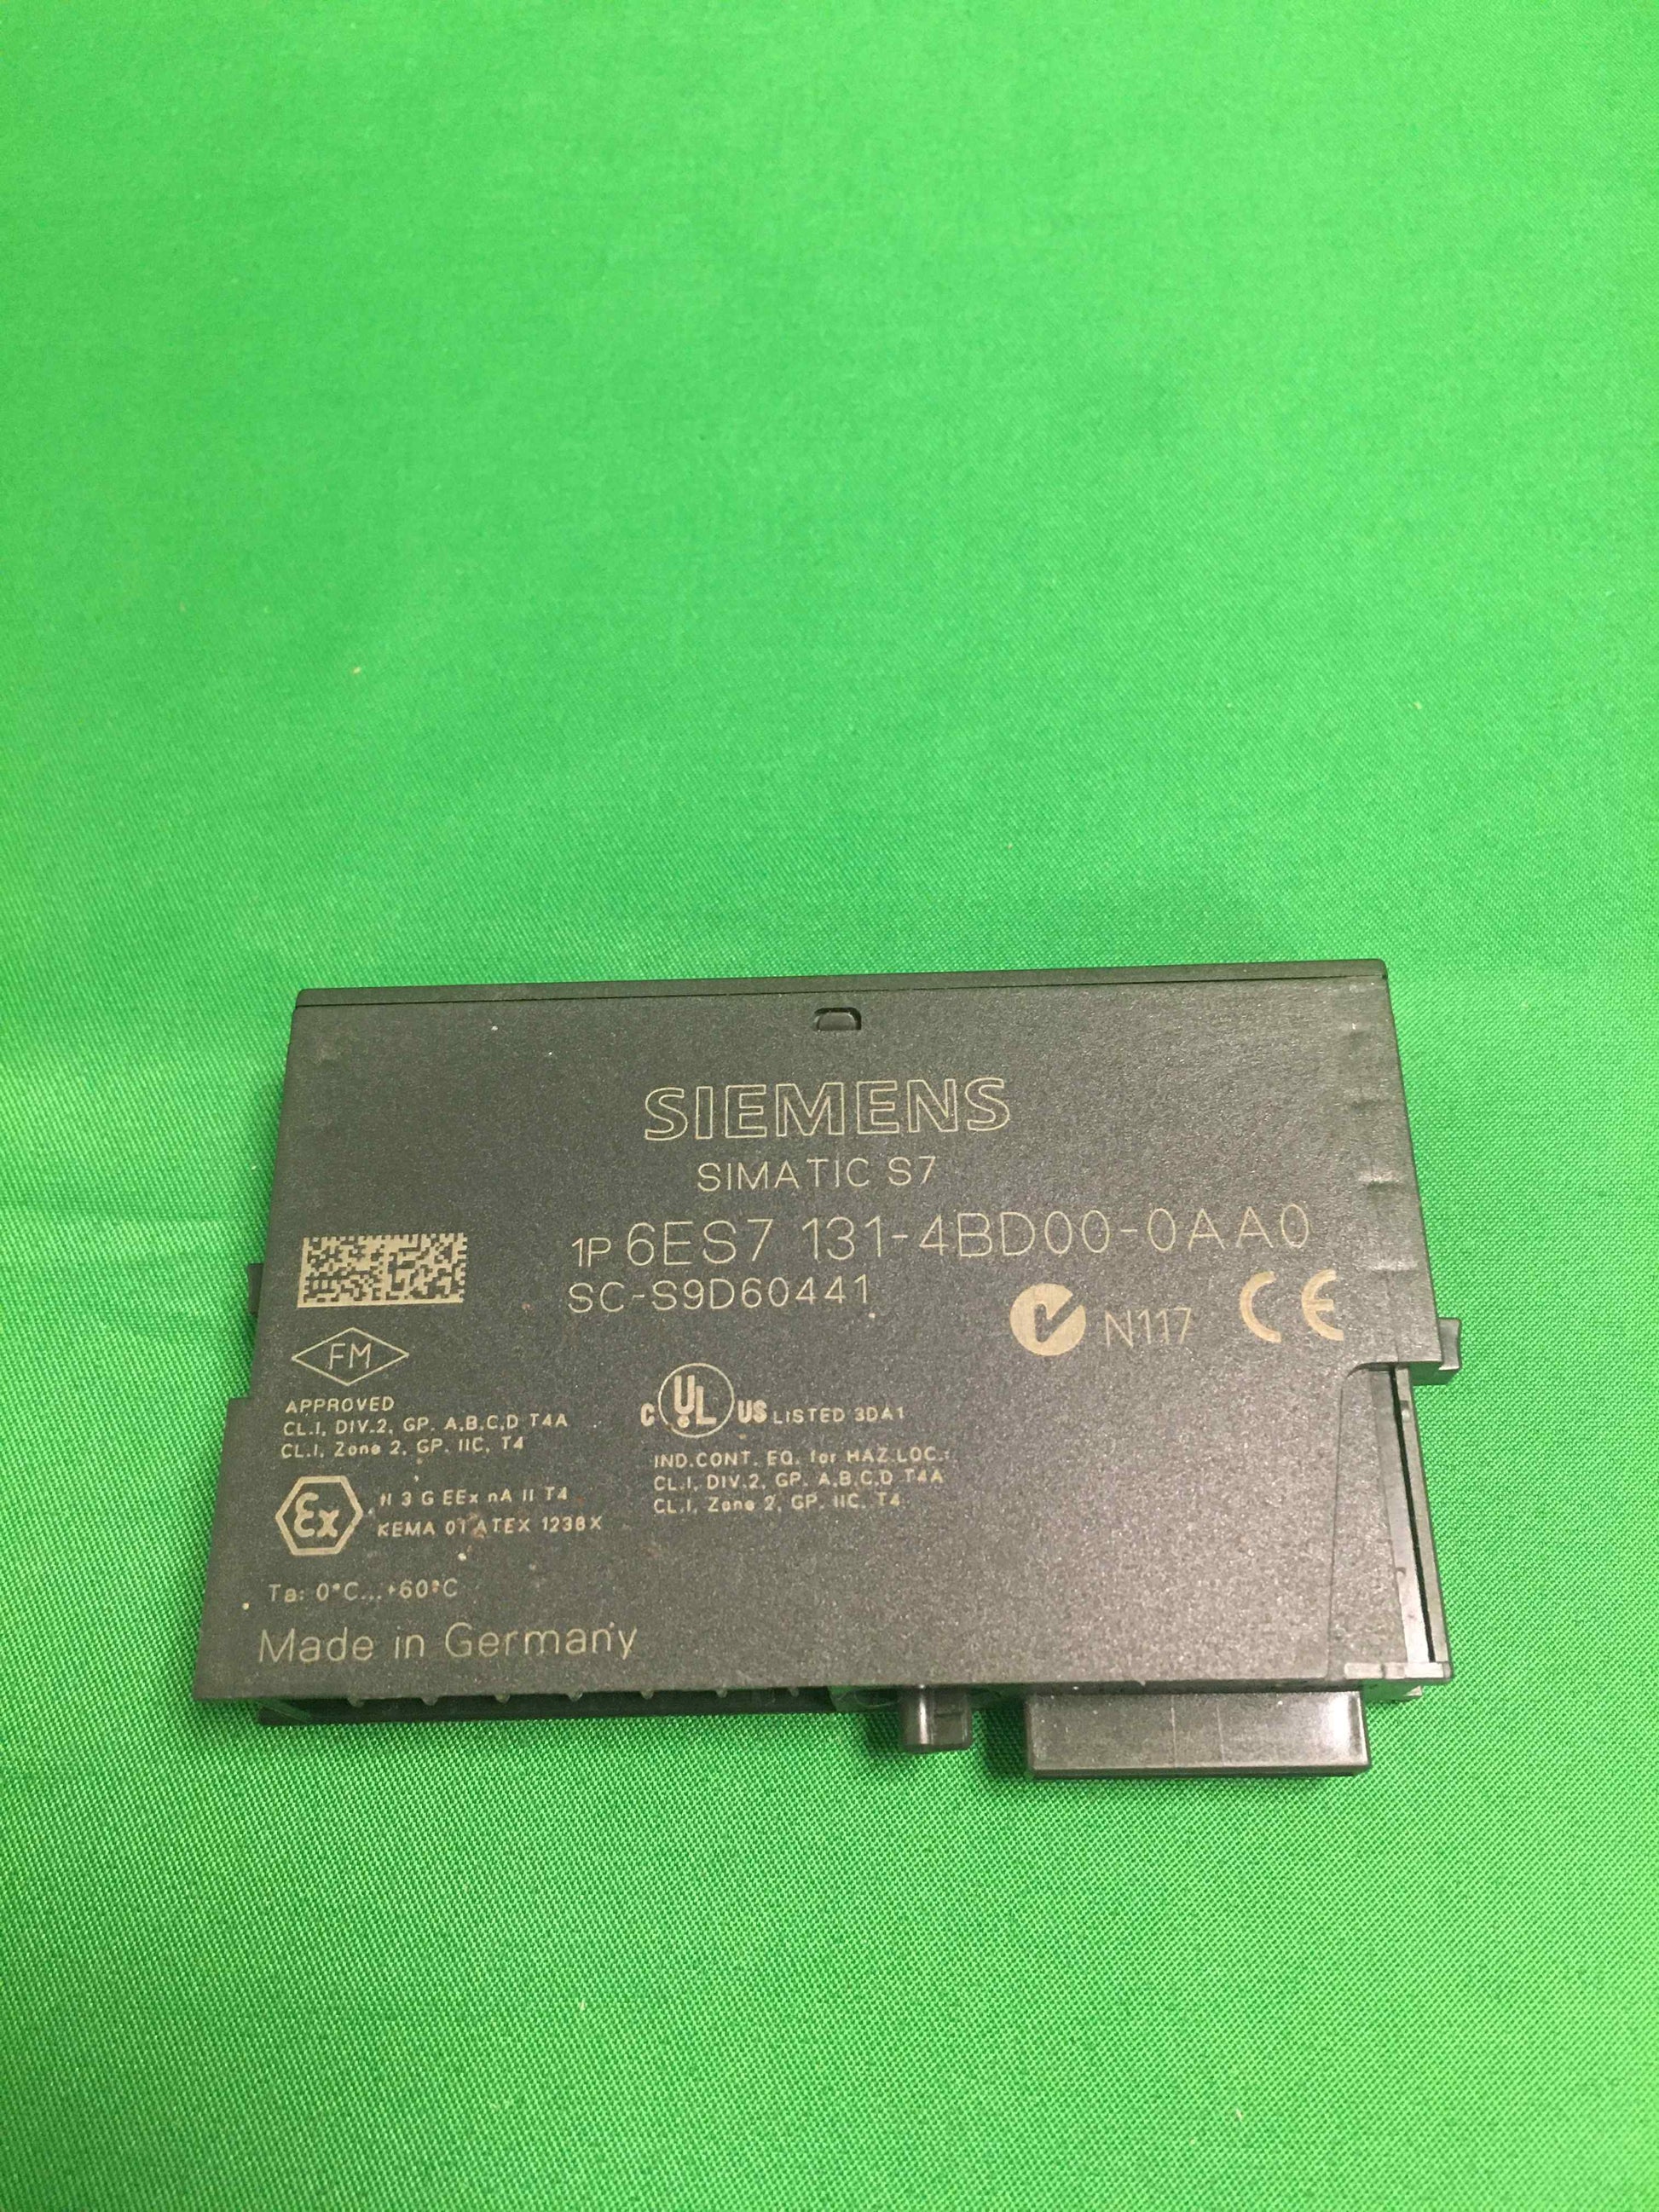 SIEMENS
SIMATIC S7
1P 6ES7 131-4BD00-0AA0
SC-S9D60441
N117 CE
FM
APPROVED
CL.I, DIV.2, GP. A,B,C,D T4A
CL.I, Zone 2, GP. IIC, T4
C UL US LISTED 3DA1
IND.CONT. EQ. for HAZ.LOC.:
CL.I, DIV.2, GP. A,B,C,D T4A
CL.I, Zone 2, GP. IIC, T4
Ex II 3 G EEx nA II T4
KEMA 01 ATEX 1238X
Ta: 0°C...+60°C
Made in Germany